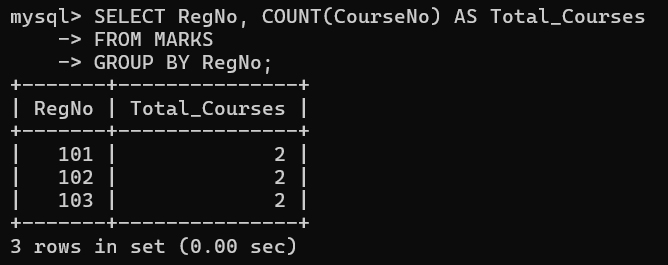 mysql> SELECT RegNo, COUNT(CourseNo) AS Total_Courses
    -> FROM MARKS
    -> GROUP BY RegNo;
+-------+---------------+
| RegNo | Total_Courses |
+-------+---------------+
|   101 |             2 |
|   102 |             2 |
|   103 |             2 |
+-------+---------------+
3 rows in set (0.00 sec)